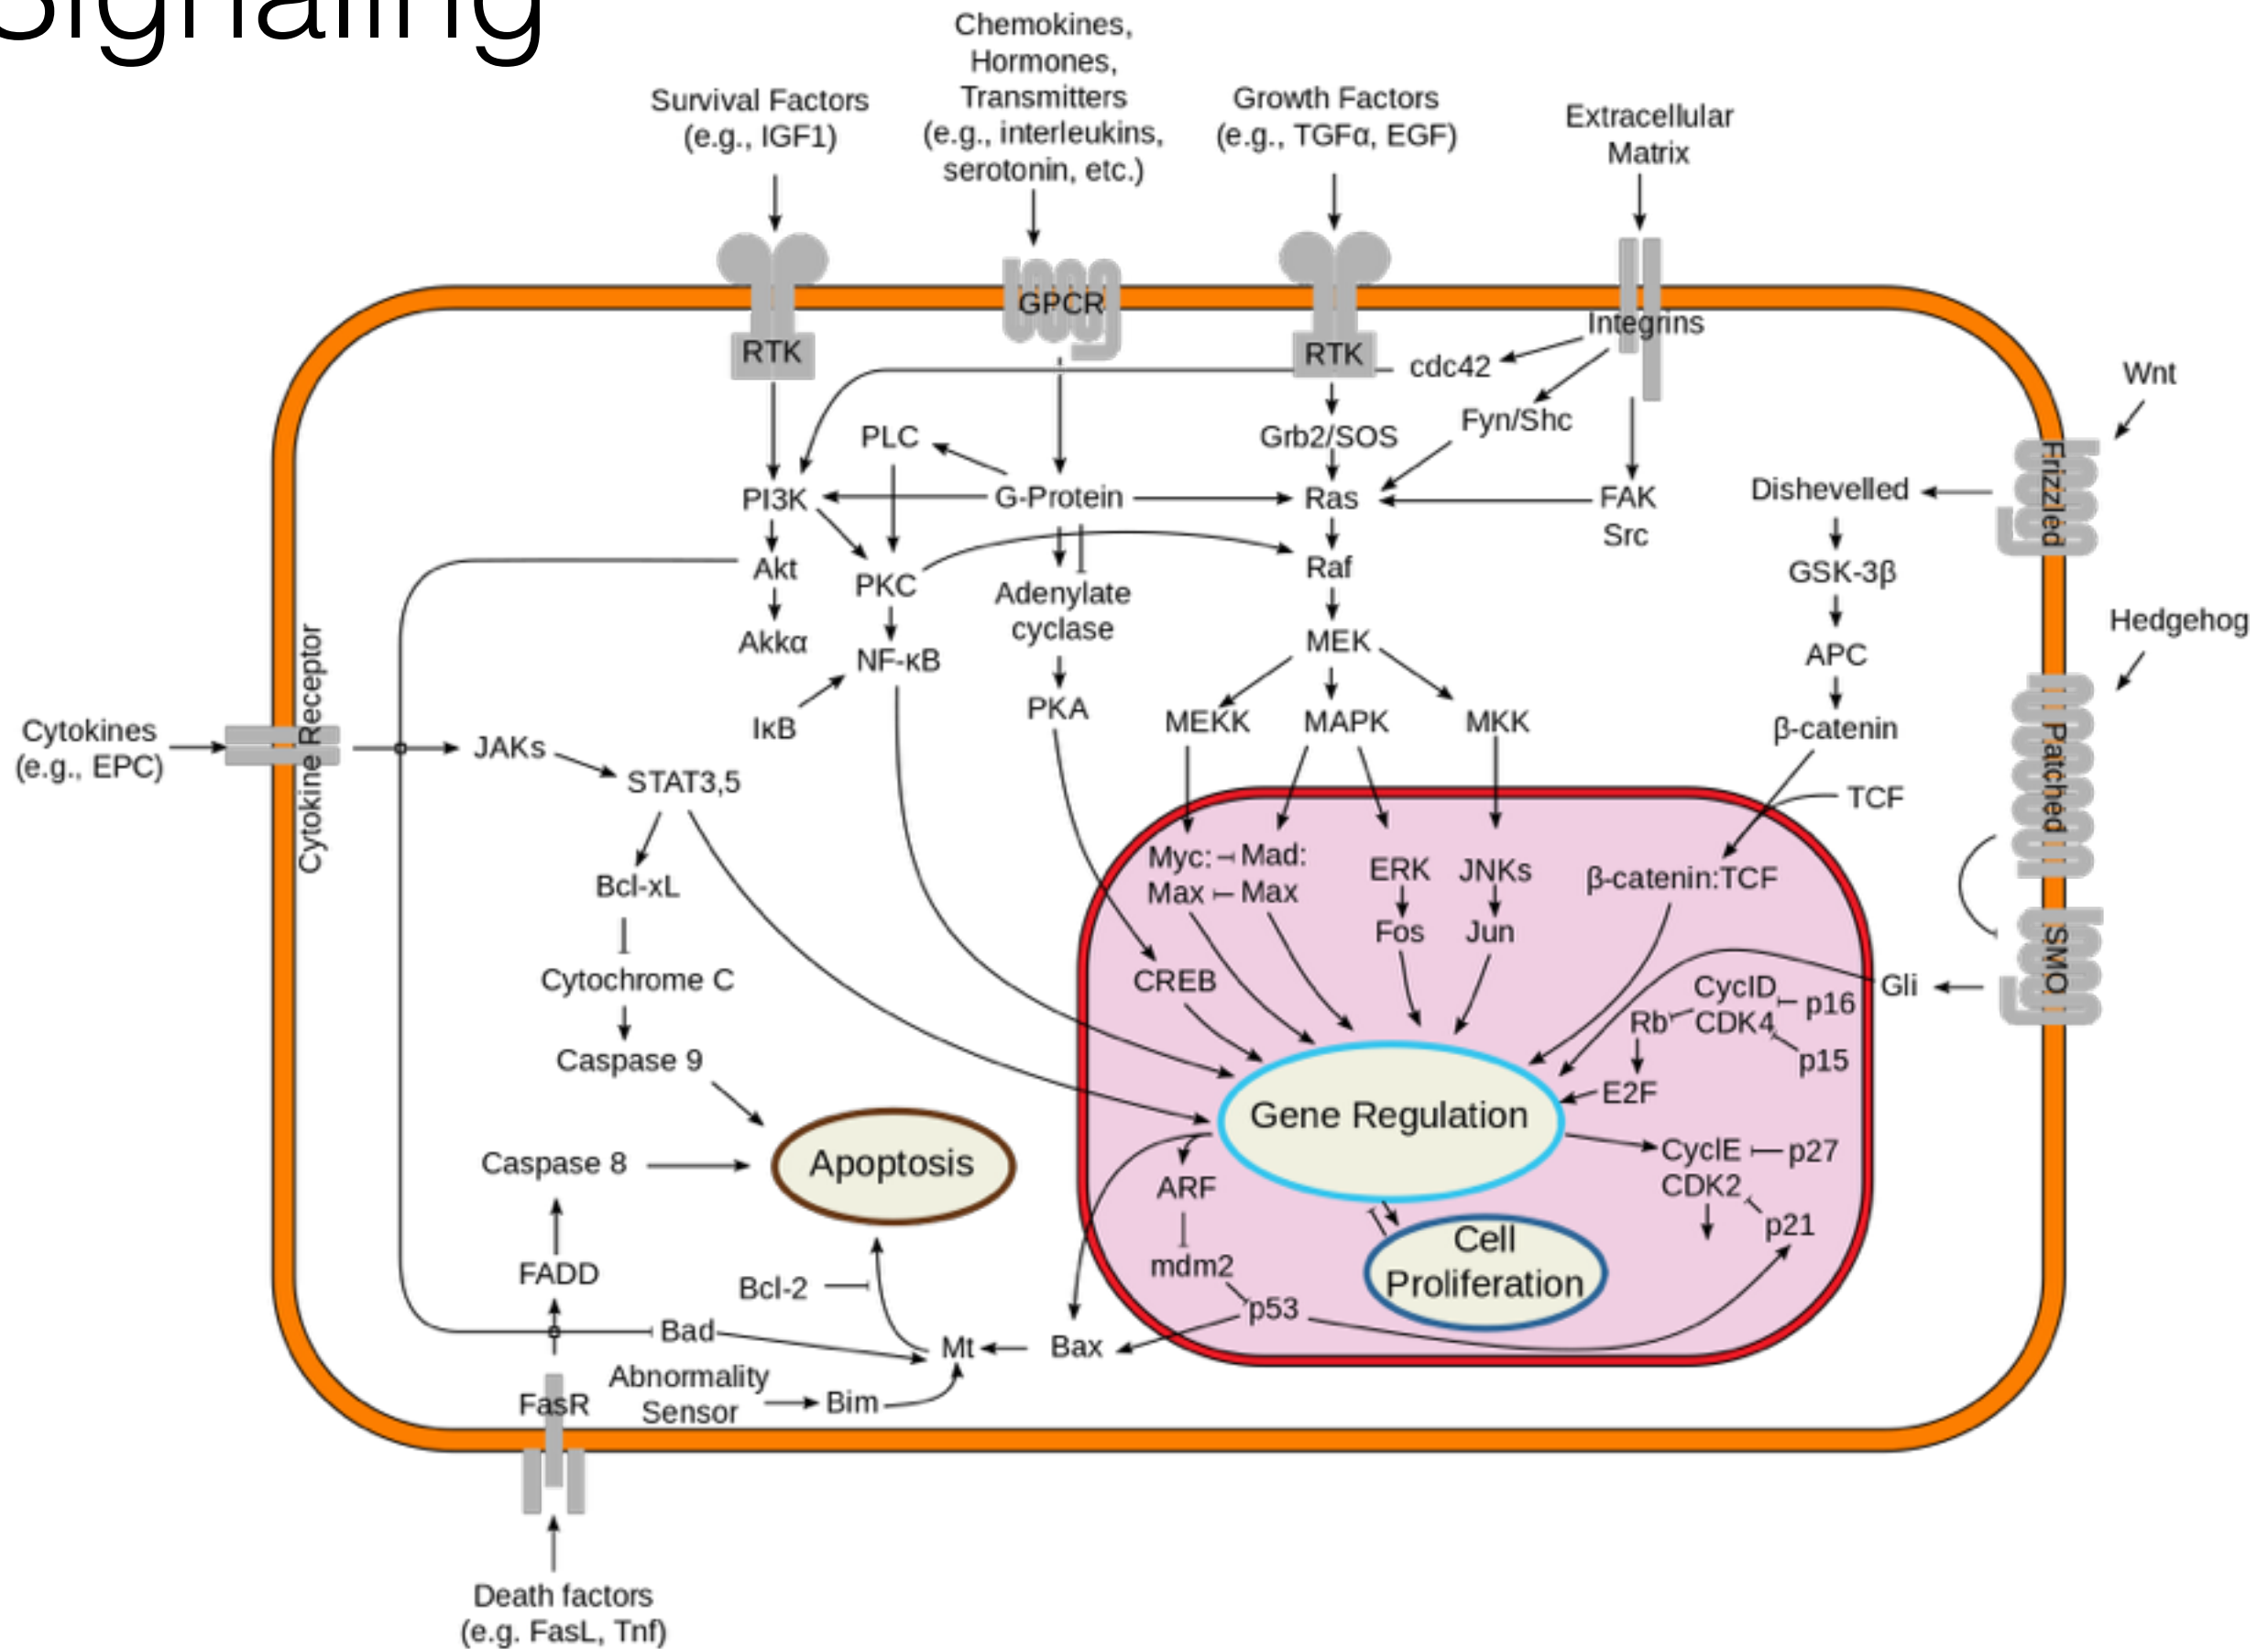 Signaling
Chemokines,
Hormones,
Transmitters
(e.g., interleukins,
serotonin, etc.)
Survival Factors
(e.g., IGF1)
Growth Factors
(e.g., TGFα, EGF)
Extracellular
Matrix
GPCR
RTK
RTK
Integrins
cdc42
Wnt
Fyn/Shc
PLC
Grb2/SOS
Frizzled
Dishevelled
PI3K
G-Protein
Ras
FAK
Src
Akt
PKC
Adenylate
cyclase
Raf
GSK-3β
Hedgehog
Akkα
NF-κB
MEK
APC
IκB
PKA
MEKK
MAPK
MKK
β-catenin
Cytokines
(e.g., EPC)
Cytokine Receptor
JAKs
STAT3,5
TCF
Patched
Myc:
Mad:
Max
Max
ERK
JNKs
β-catenin:TCF
Bcl-xL
Fos
Jun
SMO
Cytochrome C
CREB
CyclD
CDK4
p16
Gli
Rb
p15
Caspase 9
E2F
Gene Regulation
Apoptosis
Caspase 8
CyclE
CDK2
p27
ARF
p21
FADD
Bcl-2
mdm2
Cell
Proliferation
p53
Bad
Mt
Bax
Abnormality
Sensor
Bim
FasR
Death factors
(e.g. FasL, Tnf)